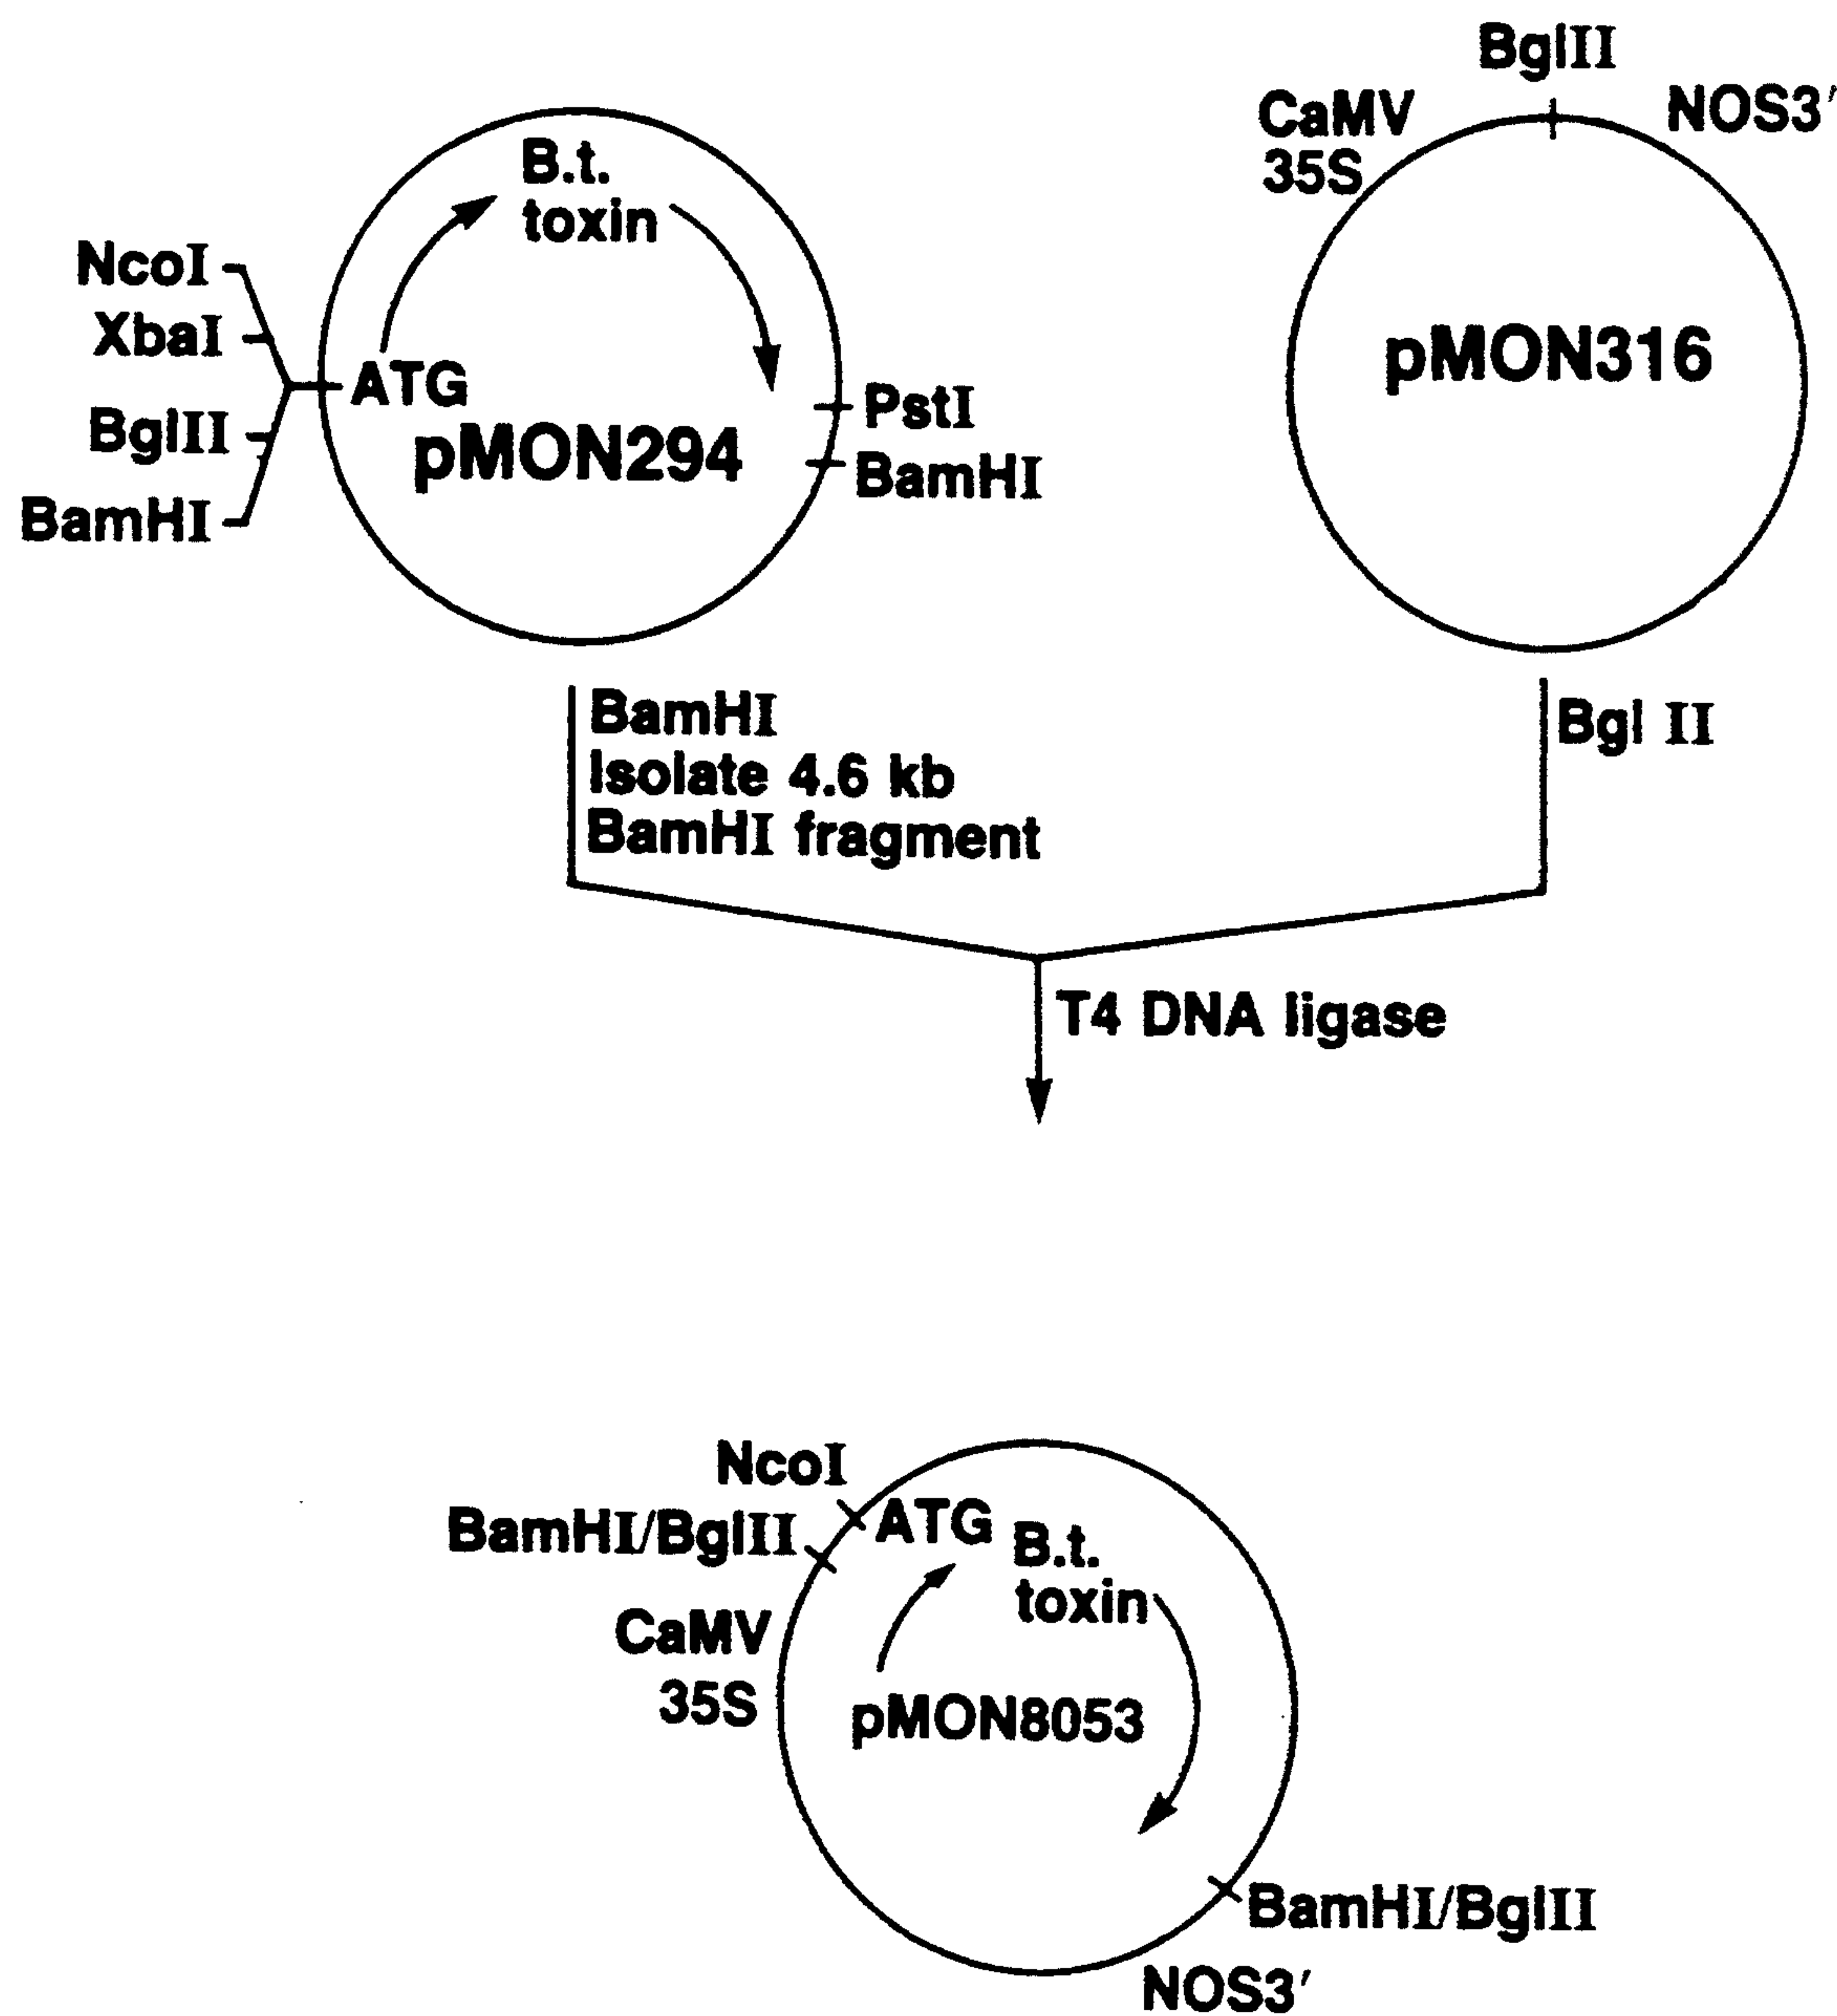 B.t.
toxin
NcoI
XbaI
BglII
BamHI
ATG
pMON294
PstI
BamHI
BglII
CaMV
35S
NOS3′
pMON316
BamHI
Isolate 4.6 kb
BamHI fragment
Bgl II
T4 DNA ligase
NcoI
BamHI/BglII
ATG
B.t.
toxin
CaMV
35S
pMON8053
BamHI/BglII
NOS3′